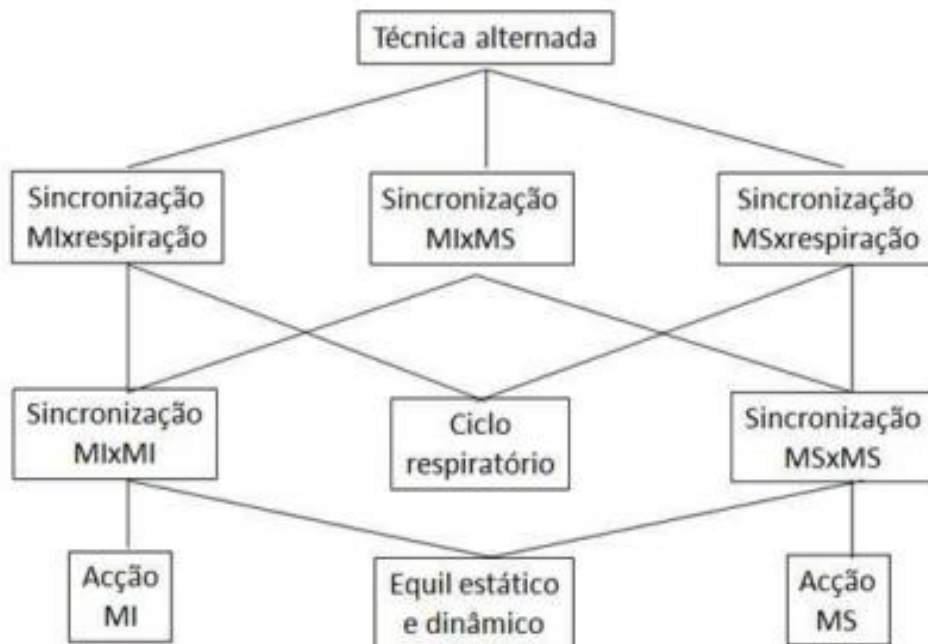 Técnica alternada
Sincronização
MIxrespiração
Sincronização
MIxMS
Sincronização
MSxrespiração
Sincronização
MIxMI
Ciclo
respiratório
Sincronização
MSxMS
Acção
MI
Equil estático
e dinâmico
Acção
MS